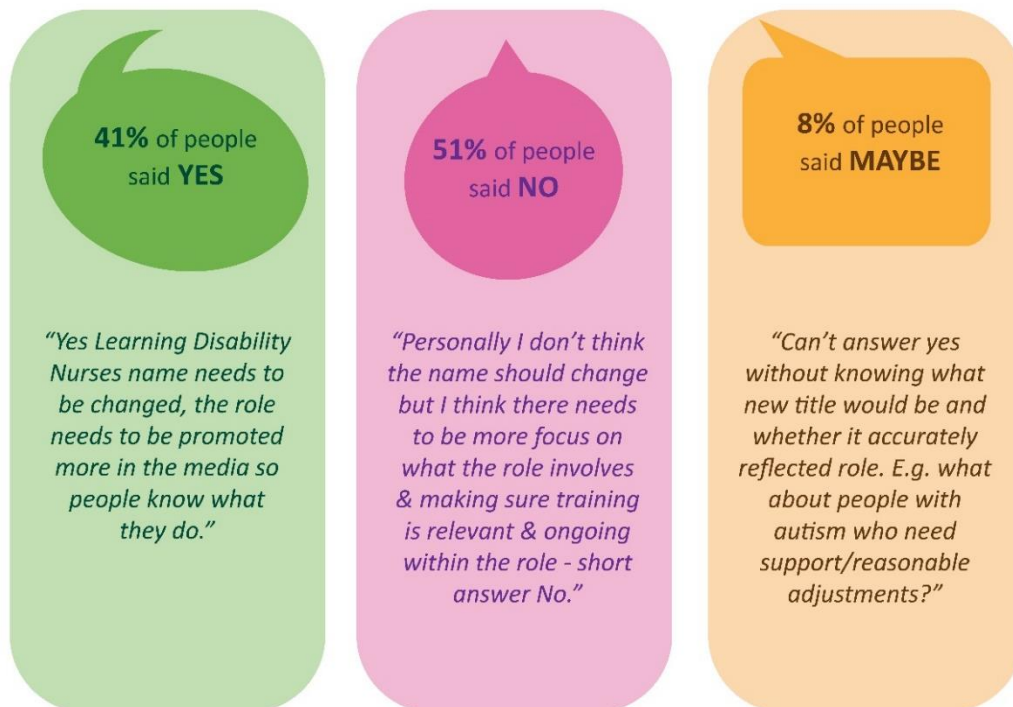 41% of people
said YES
“Yes Learning Disability
Nurses name needs to
be changed, the role
needs to be promoted
more in the media so
people know what
they do.”
51% of people
said NO
“Personally I don’t think
the name should change
but I think there needs
to be more focus on
what the role involves
& making sure training
is relevant & ongoing
within the role - short
answer No.”
8% of people
said MAYBE
“Can’t answer yes
without knowing what
new title would be and
whether it accurately
reflected role. E.g. what
about people with
autism who need
support/reasonable
adjustments?”